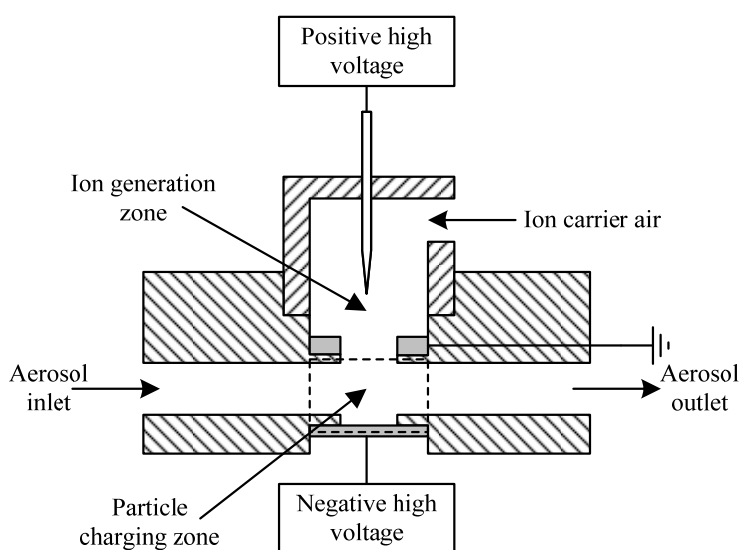 Positive high
voltage
Ion generation
zone
Ion carrier air
Aerosol
inlet
Aerosol
outlet
Particle
charging zone
Negative high
voltage